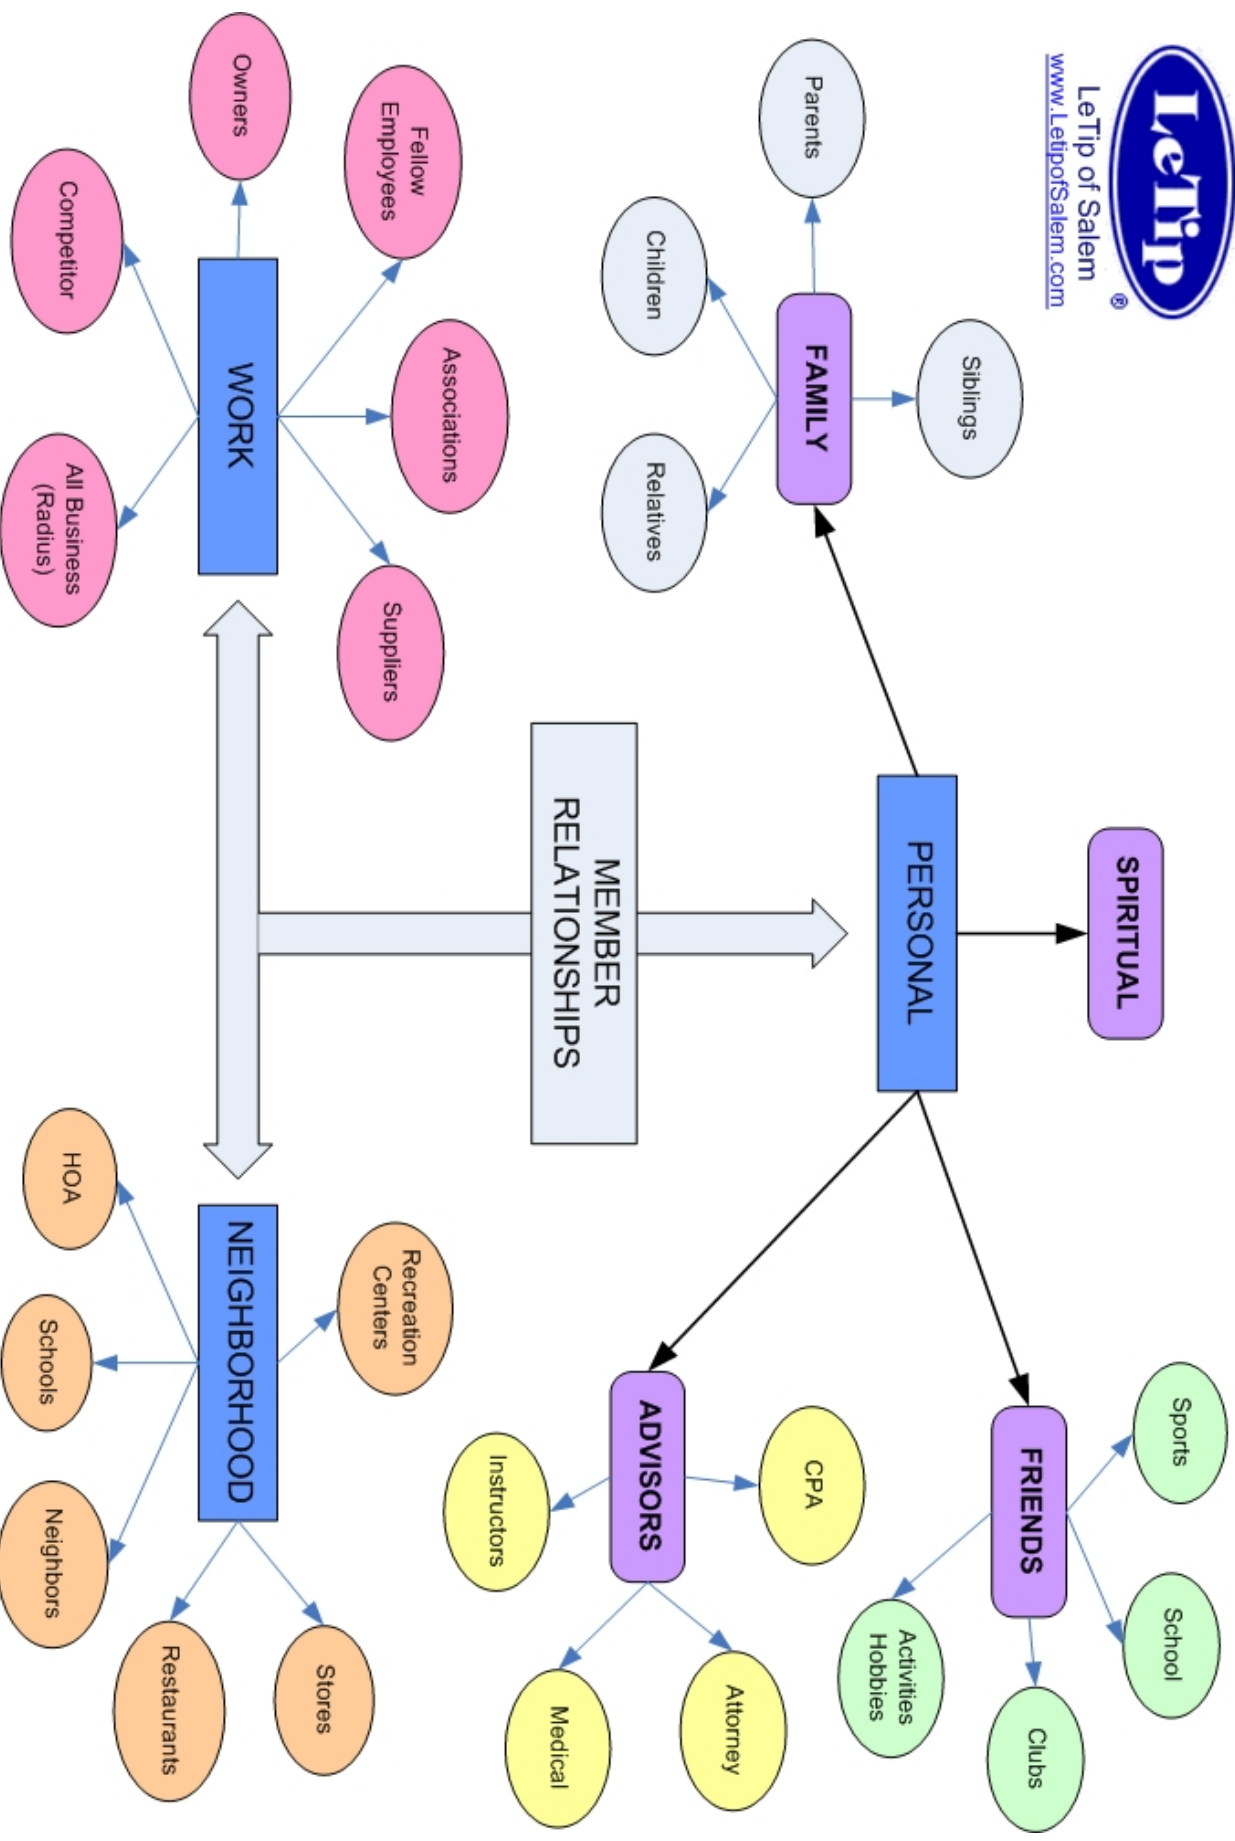 LeTip
®
LeTip of Salem
www.LetipofSalem.com
SPIRITUAL
Sports
School
Siblings
PERSONAL
FRIENDS
Clubs
Parents
FAMILY
Activities
Hobbies
Children
Relatives
CPA
Attorney
MEMBER
RELATIONSHIPS
ADVISORS
Instructors
Medical
Fellow
Employees
Associations
Suppliers
Recreation
Centers
Owners
WORK
NEIGHBORHOOD
Stores
Restaurants
Competitor
All Business
(Radius)
HOA
Schools
Neighbors